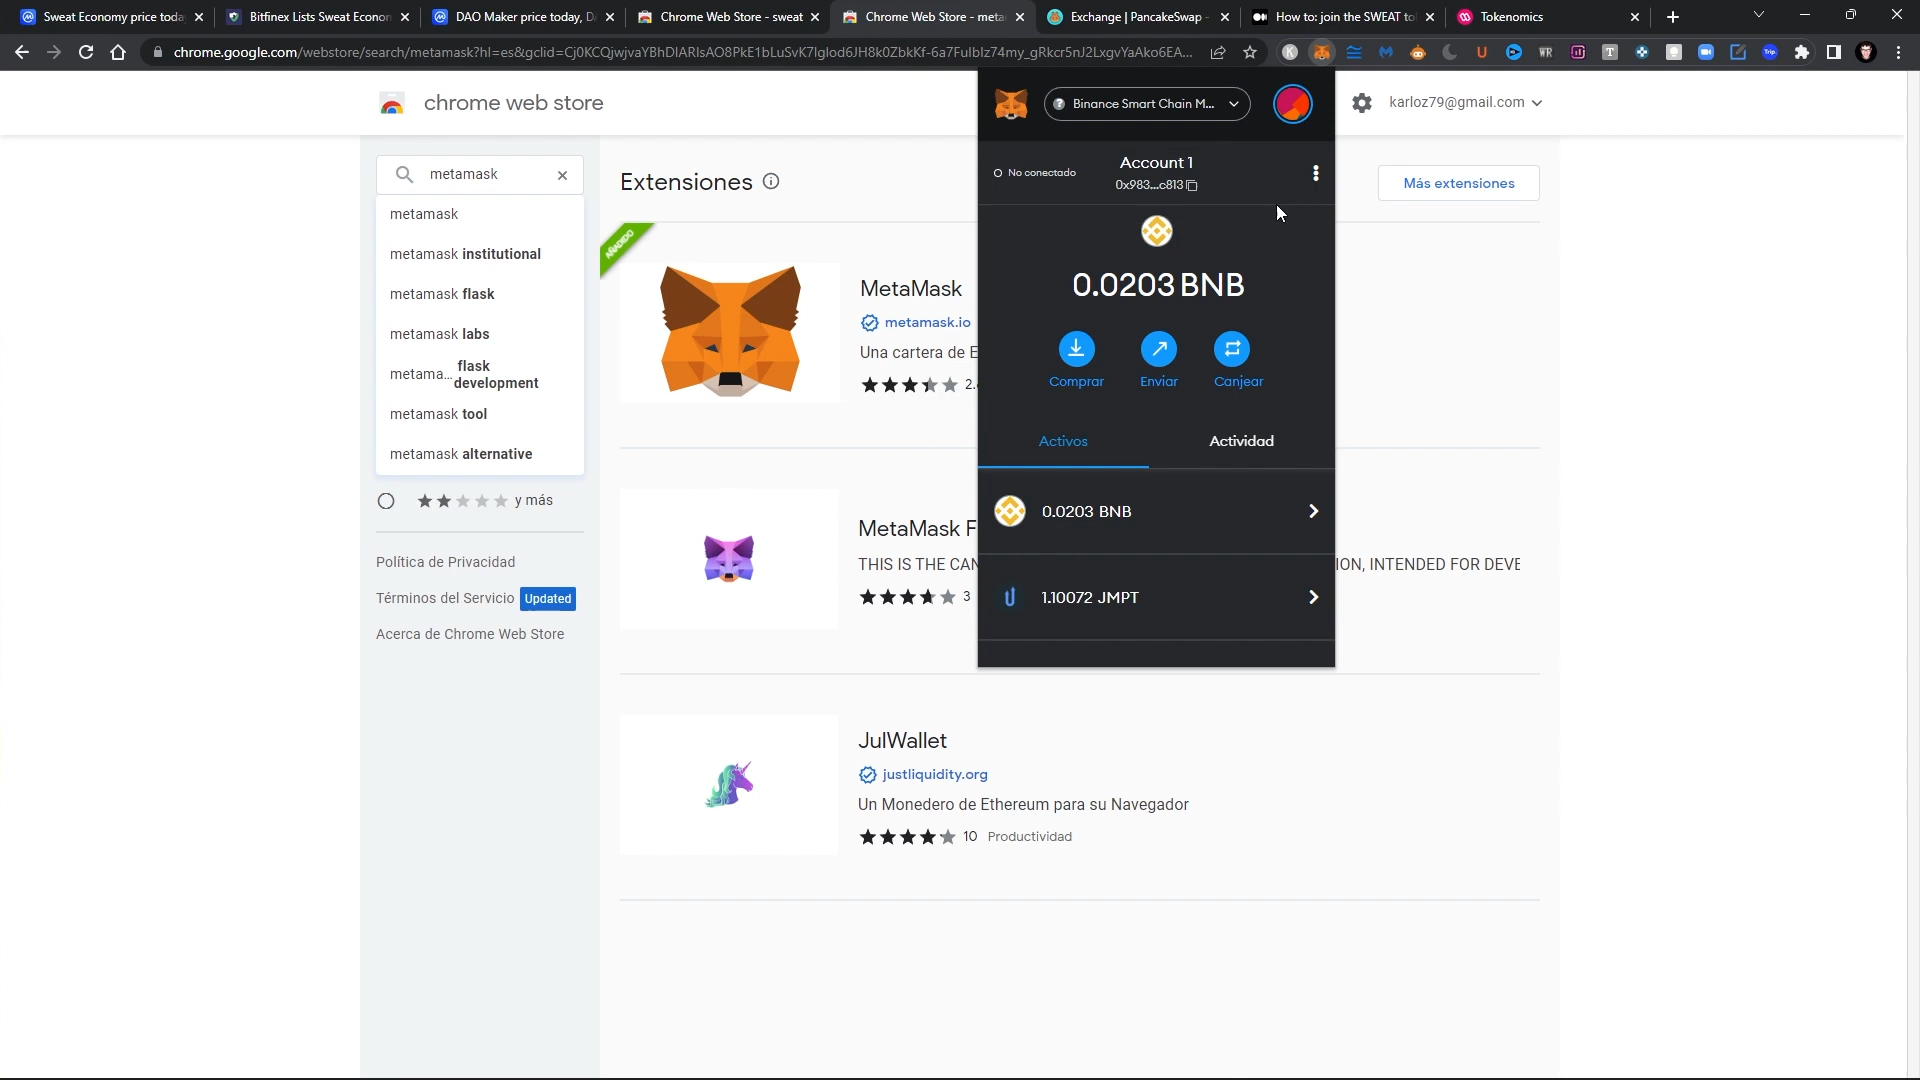 Sweat Economy price toda
Bitfinex Lists Sweat Econon
DAO Maker price today, D
Chrome Web Store - sweat
Chrome Web Store - meta
Exchange | PancakeSwap -
How to: join the SWEAT to
Tokenomics
chrome.google.com/webstore/search/metamask?hl=es&gclid=Cj0KCQjwjvaYBhDlARIsAO8PkE1bLuSvK7lglod6JH8k0ZbkKf-6a7Fulblz74my_gRkcr5nJ2LxgvYaAko6EA...
chrome web store
Binance Smart Chain M...
karloz79@gmail.com
metamask
Extensiones
No conectado
Account 1
0x983...c813
Más extensiones
metamask
metamask institutional
metamask flask
metamask labs
metama... flask development
metamask tool
metamask alternative
y más
Política de Privacidad
Términos del Servicio Updated
Acerca de Chrome Web Store
AÑADIDO
MetaMask
metamask.io
Una cartera de E
2.
0.0203 BNB
Comprar
Enviar
Canjear
Activos
Actividad
0.0203 BNB
1.10072 JMPT
MetaMask F
THIS IS THE CAN
ION, INTENDED FOR DEVE
3
JulWallet
justliquidity.org
Un Monedero de Ethereum para su Navegador
10 Productividad